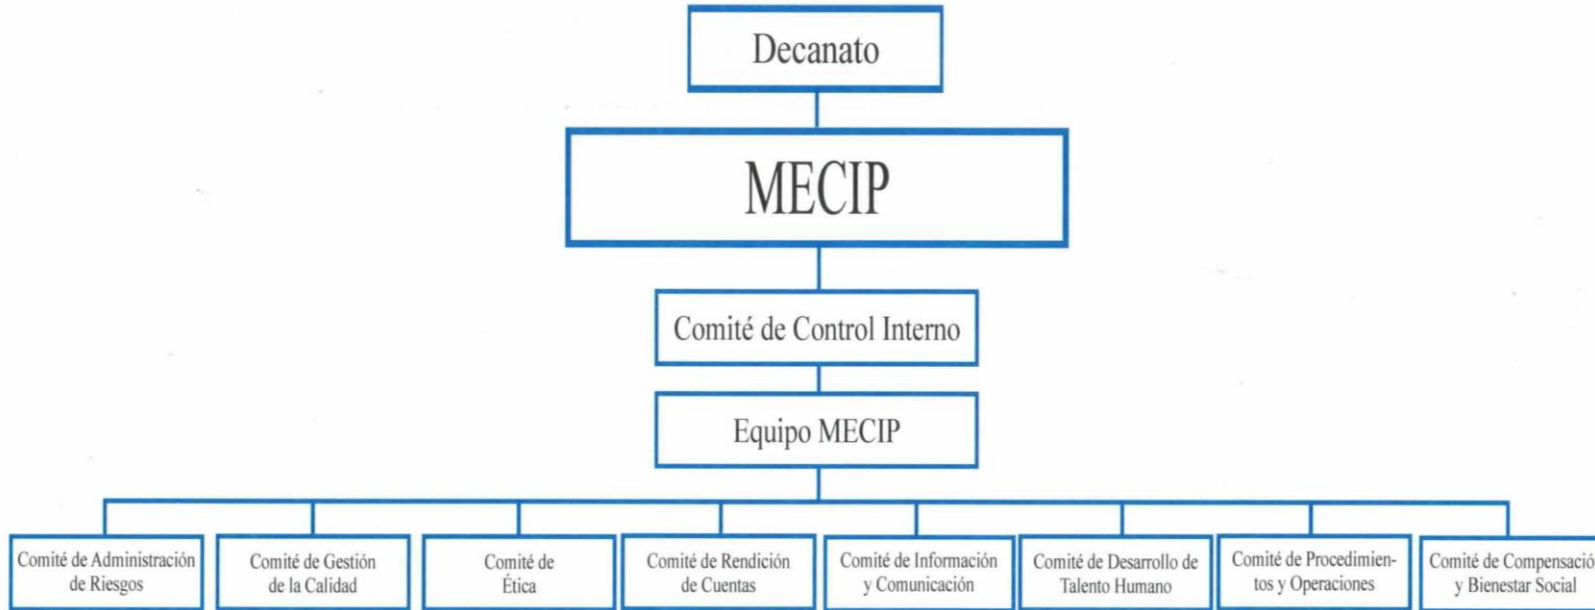 Decanato
MECIP
Comité de Control Interno
Equipo MECIP
Comité de Administración
de Riesgos
Comité de Gestión
de la Calidad
Comité de
Ética
Comité de Rendición
de Cuentas
Comité de Información
y Comunicación
Comité de Desarrollo de
Talento Humano
Comité de Procedimien-
tos y Operaciones
Comité de Compensació
y Bienestar Social